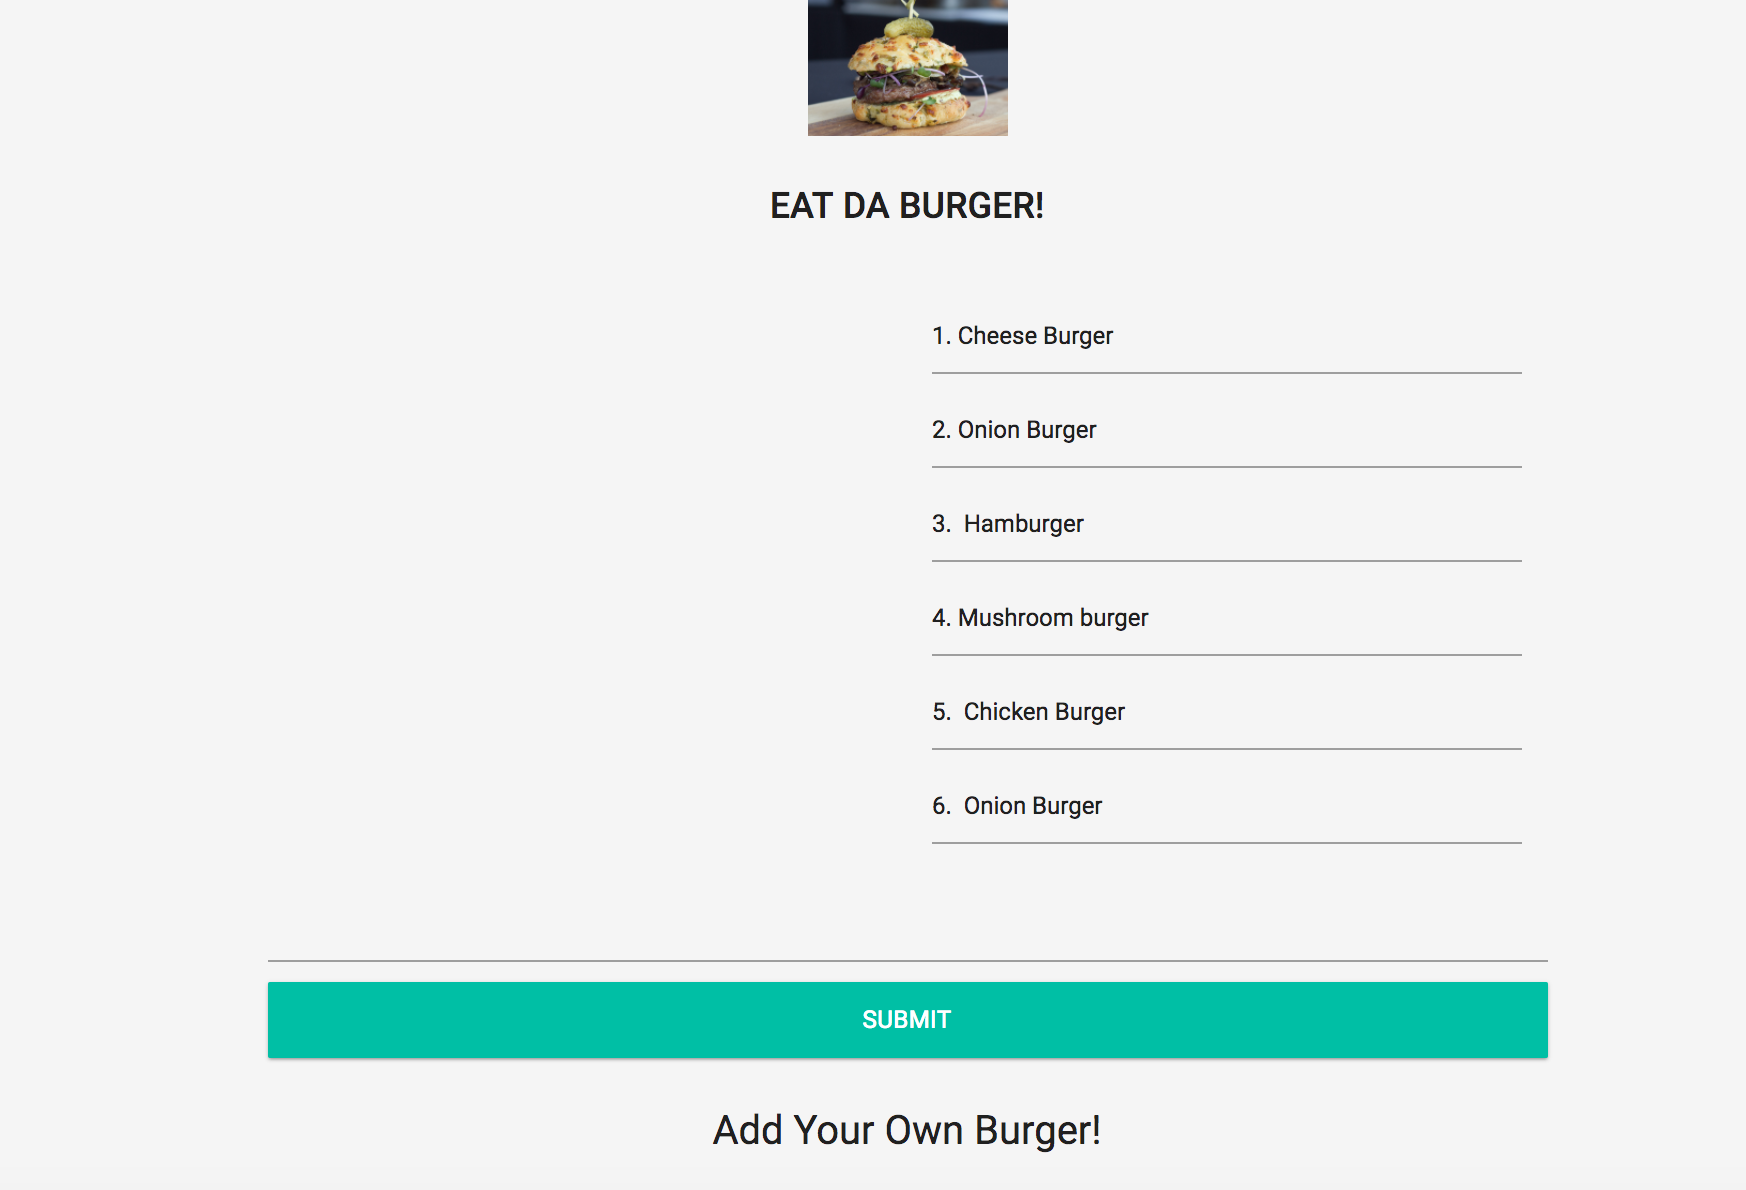 EAT DA BURGER!
1. Cheese Burger
2. Onion Burger
3.  Hamburger
4. Mushroom burger
5.  Chicken Burger
6.  Onion Burger
SUBMIT
Add Your Own Burger!